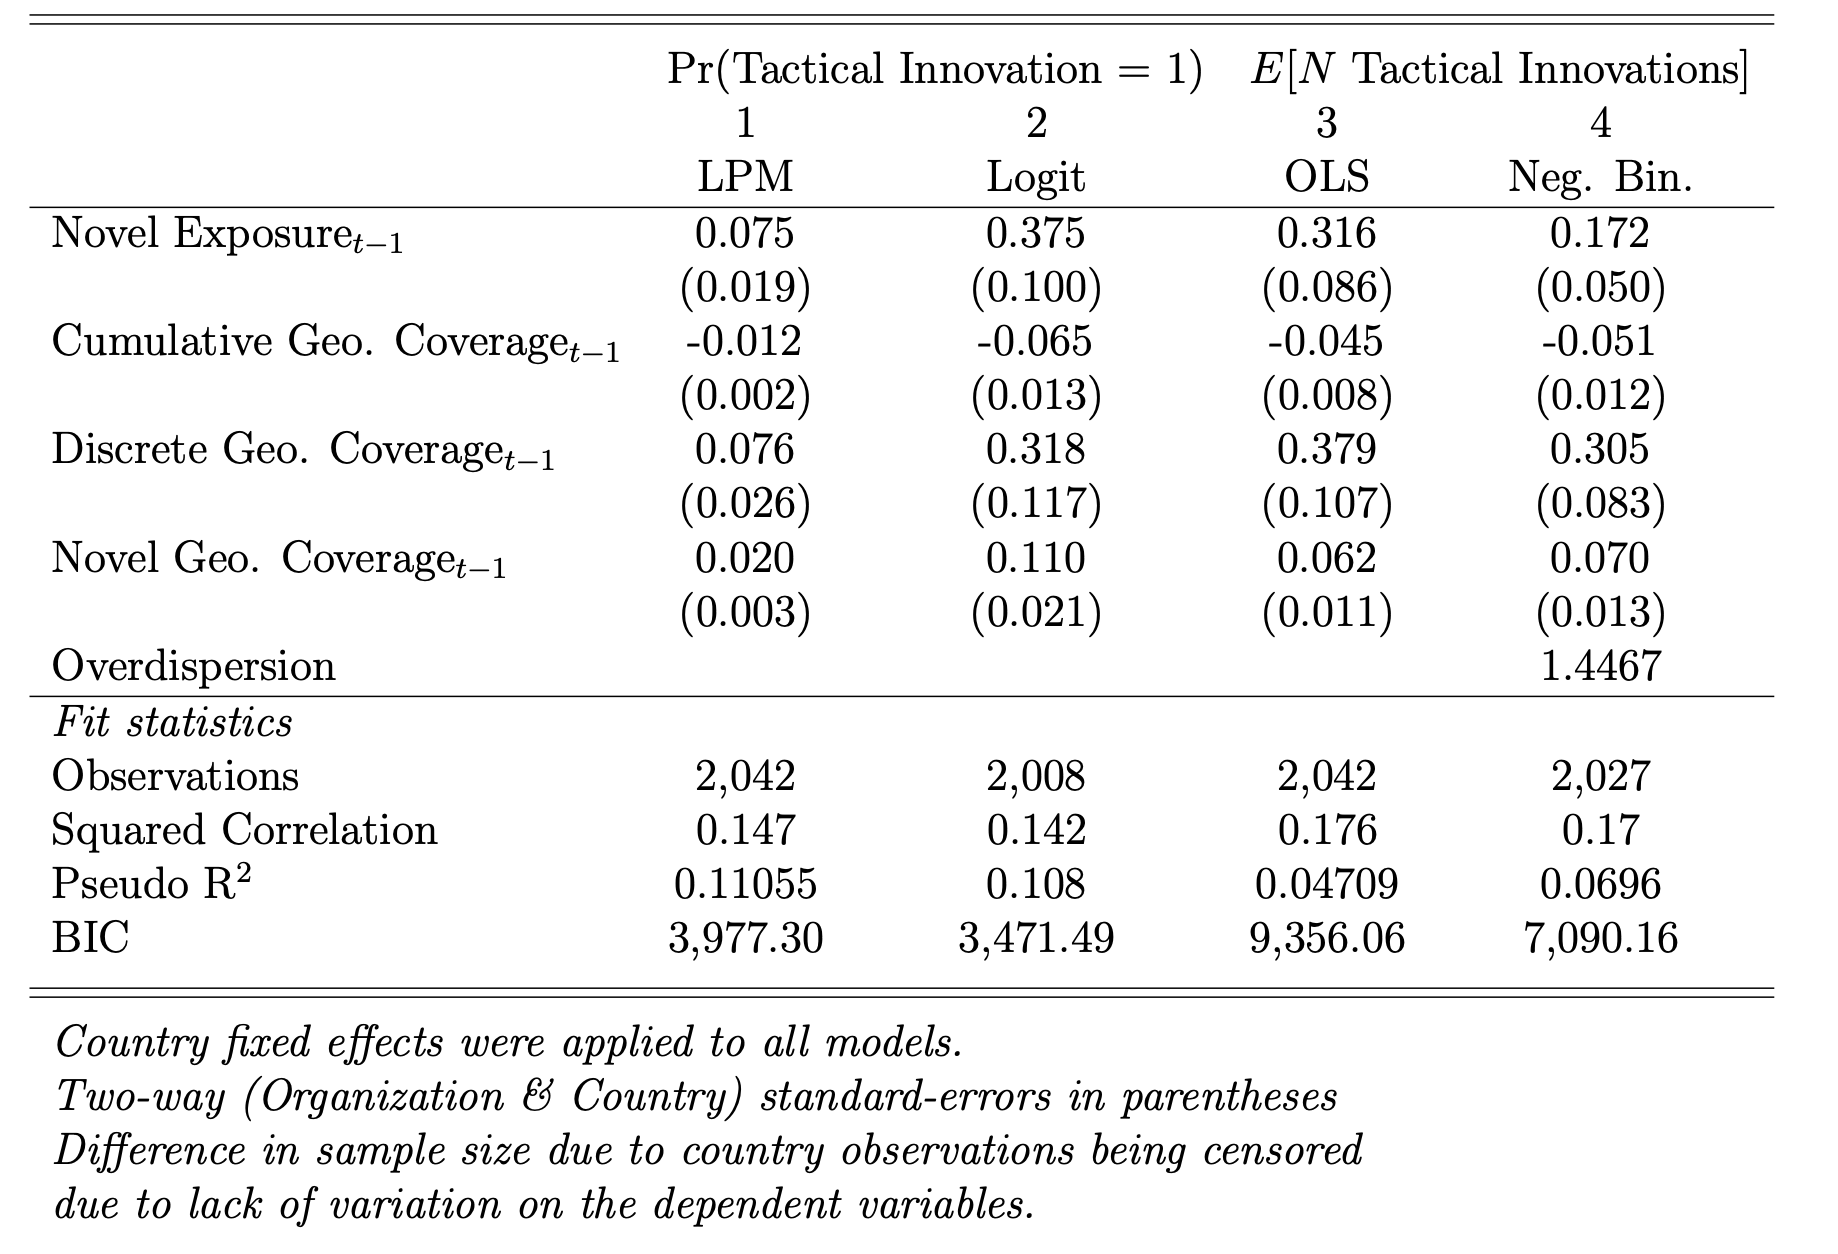 Pr(Tactical Innovation = 1) E[N Tactical Innovations]
1 2 3 4
LPM Logit OLS Neg. Bin.
Novel Exposureₜ₋₁ 0.075 0.375 0.316 0.172
(0.019) (0.100) (0.086) (0.050)
Cumulative Geo. Coverageₜ₋₁ -0.012 -0.065 -0.045 -0.051
(0.002) (0.013) (0.008) (0.012)
Discrete Geo. Coverageₜ₋₁ 0.076 0.318 0.379 0.305
(0.026) (0.117) (0.107) (0.083)
Novel Geo. Coverageₜ₋₁ 0.020 0.110 0.062 0.070
(0.003) (0.021) (0.011) (0.013)
Overdispersion 1.4467
Fit statistics
Observations 2,042 2,008 2,042 2,027
Squared Correlation 0.147 0.142 0.176 0.17
Pseudo R² 0.11055 0.108 0.04709 0.0696
BIC 3,977.30 3,471.49 9,356.06 7,090.16
Country fixed effects were applied to all models.
Two-way (Organization & Country) standard-errors in parentheses
Difference in sample size due to country observations being censored
due to lack of variation on the dependent variables.